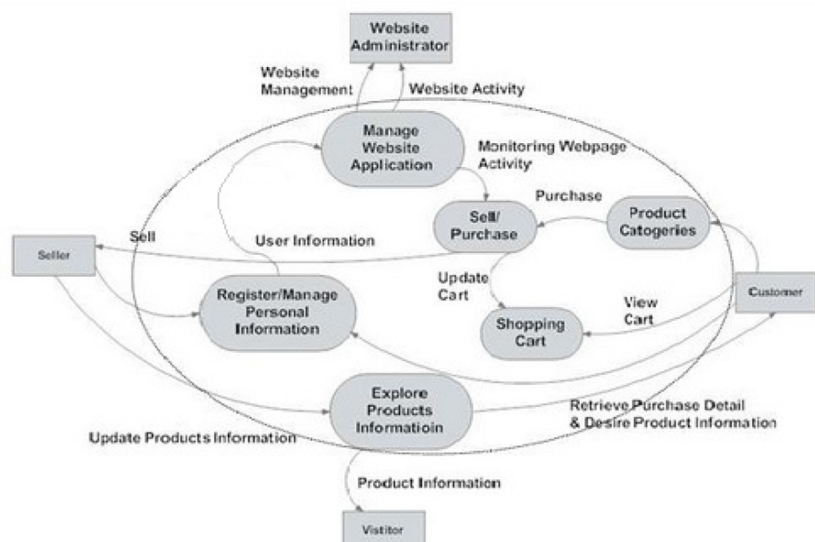 Website
Administrator
Website
Management
Website Activity
Manage
Website
Application
Monitoring Webpage
Activity
Purchase
Sell/
Purchase
Product
Catogeries
Sell
User Information
Seller
Update
Cart
Register/Manage
Personal
Information
View
Cart
Customer
Shopping
Cart
Explore
Products
Informatioin
Retrieve Purchase Detail
& Desire Product Information
Update Products Information
Product Information
Vistitor